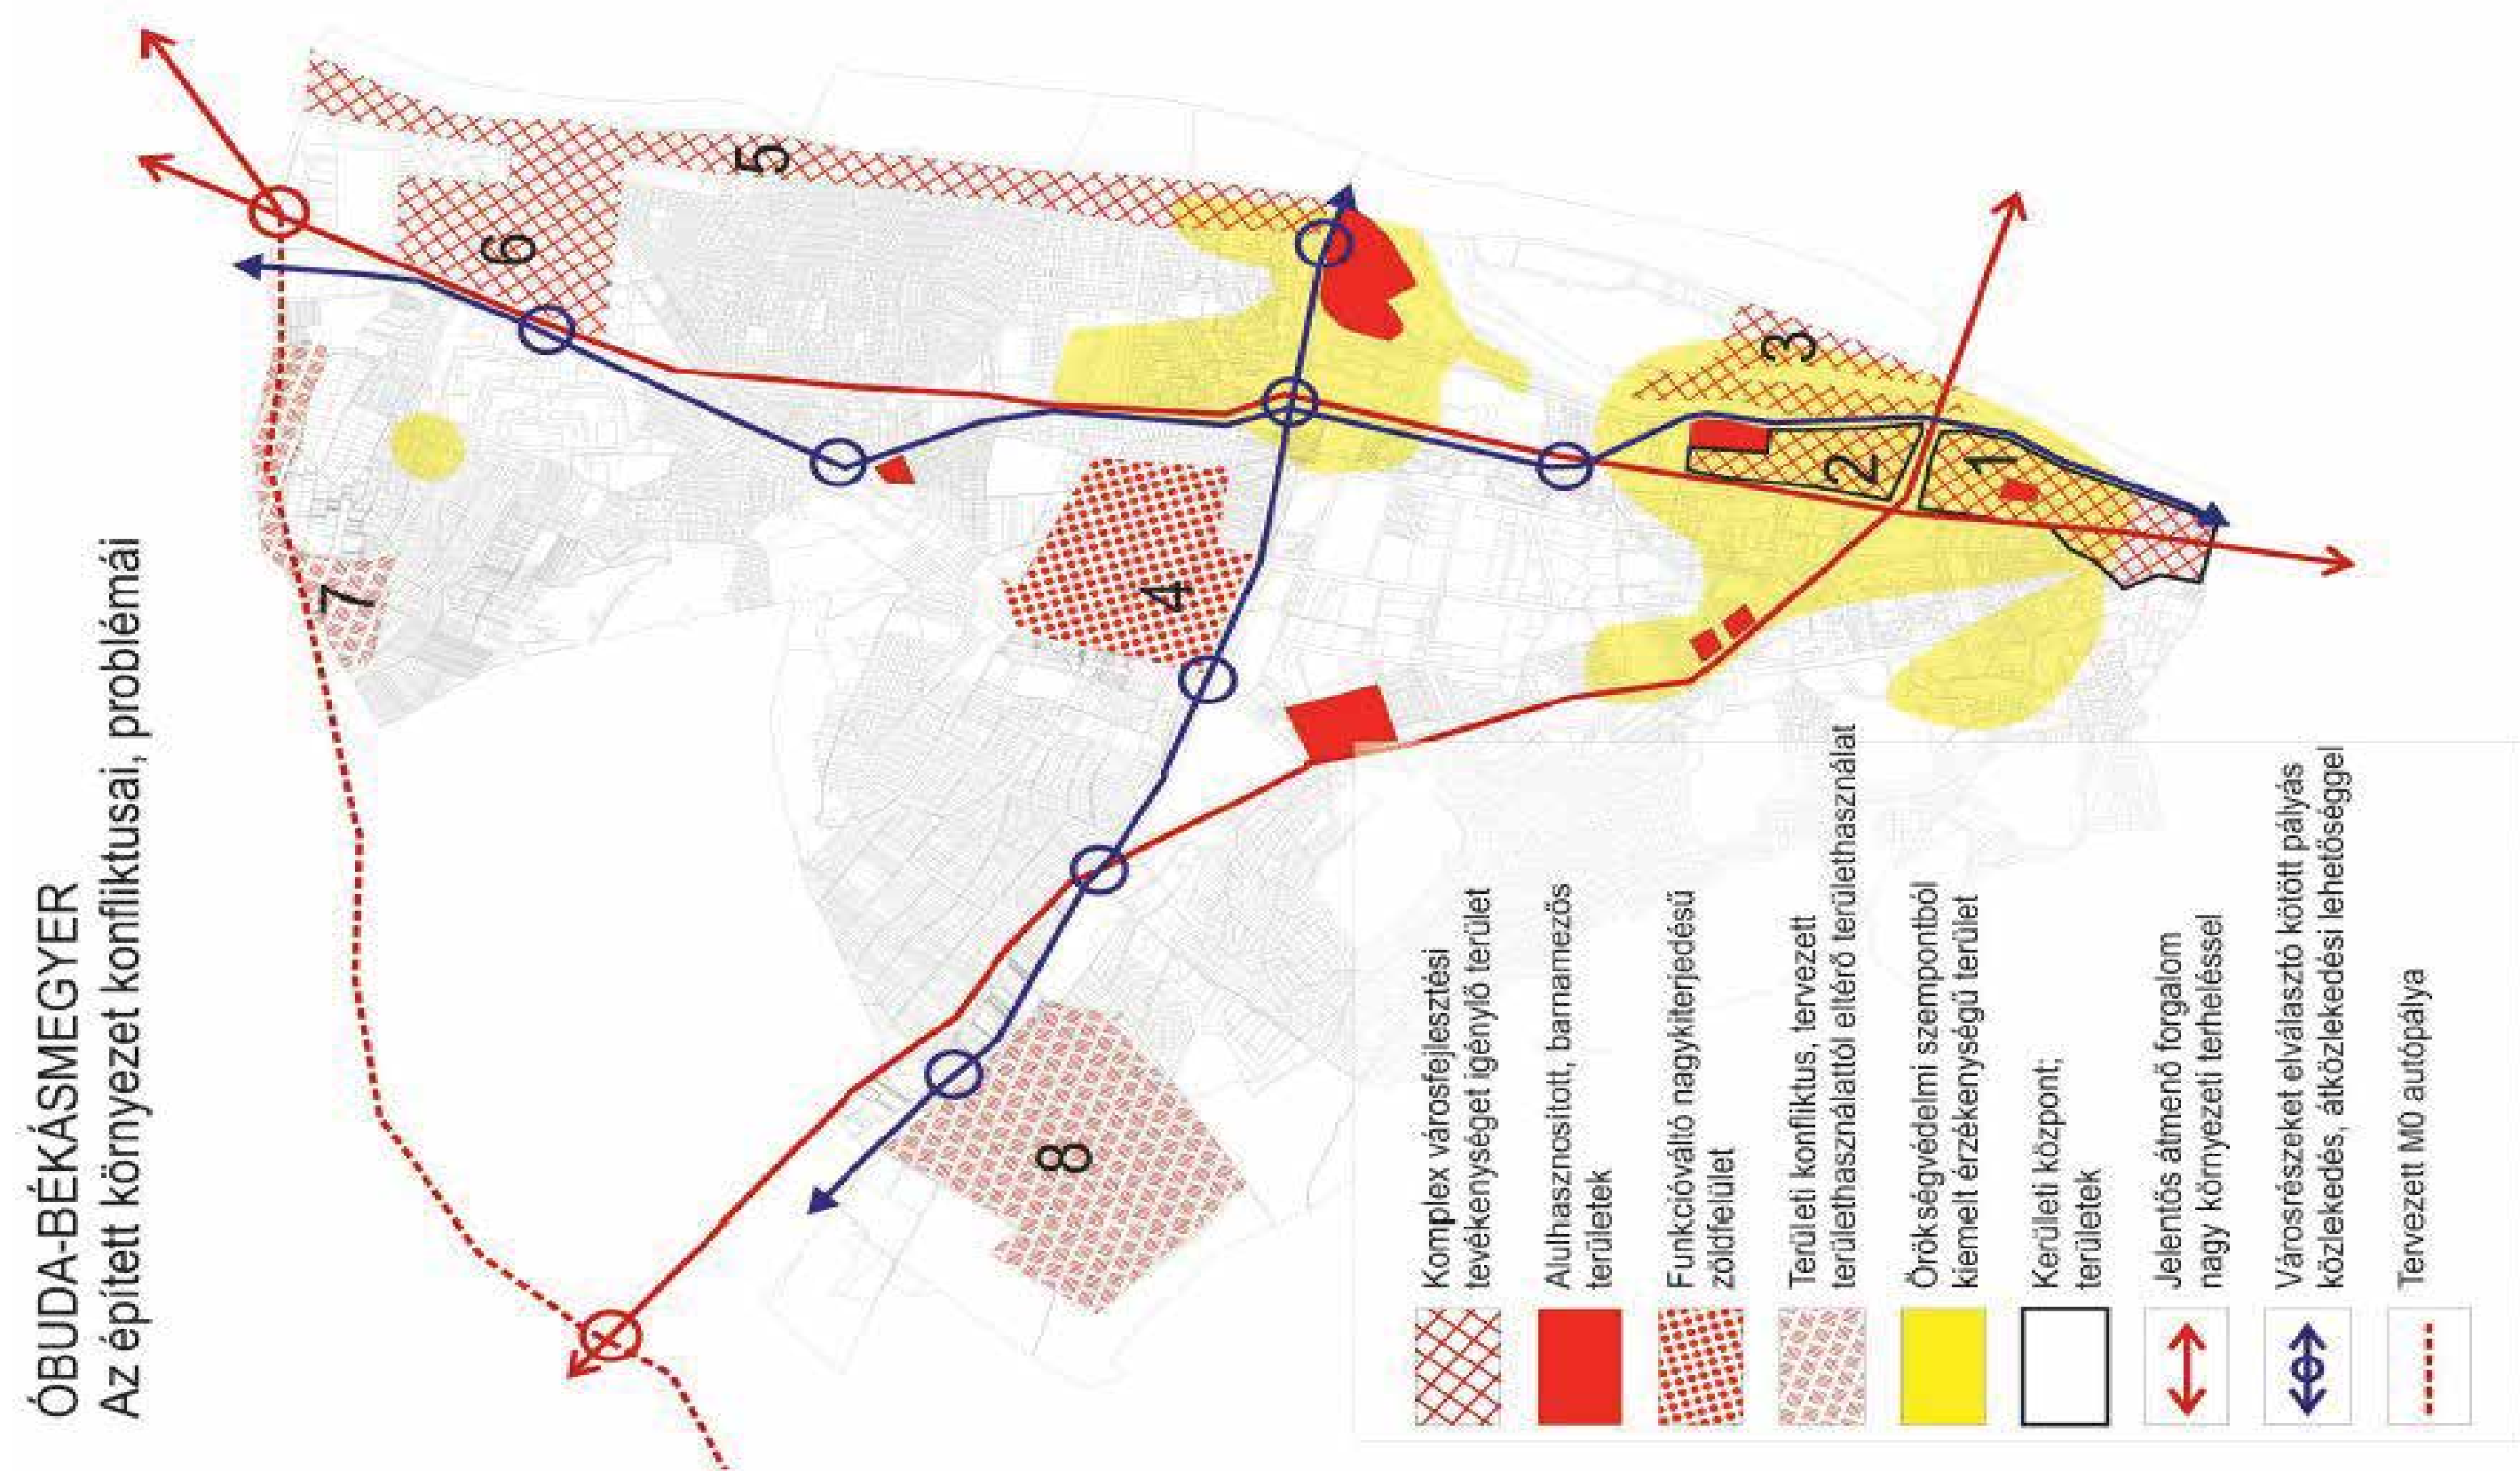 ÓBUDA-BÉKÁSMEGYER
Az épített környezet konfliktusai, problémái
7
6
5
8
4
3
2
1
Komplex városfejlesztési
tevékenységet igénylő terület
Alulhasznosított, barnamezős
területek
Funkcióváltó nagykiterjedésű
zöldfelület
Területi konfliktus, tervezett
területhasználattól eltérő területhasználat
Örökségvédelmi szempontból
kiemelt érzékenységű terület
Kerületi központ;
területek
Jelentős átmenő forgalom
nagy környezeti terheléssel
Városrészeket elválasztó kötött pályás
közlekedés, átközlekedési lehetőséggel
Tervezett M0 autópálya